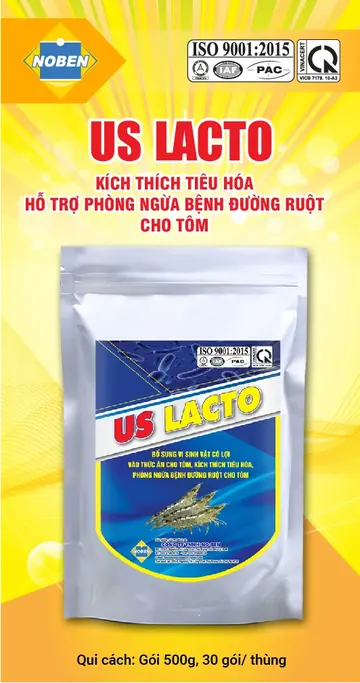 NOBEN
ISO 9001:2015
IAF
PAC
VINACERT
VICB 7178. 10-A3
US LACTO
KÍCH THÍCH TIÊU HÓA
HỖ TRỢ PHÒNG NGỪA BỆNH ĐƯỜNG RUỘT
CHO TÔM
ISO 9001:2015
PAC
US LACTO
BỔ SUNG VI SINH VẬT CÓ LỢI
VÀO THỨC ĂN CHO TÔM, KÍCH THÍCH TIÊU HÓA,
PHÒNG NGỪA BỆNH ĐƯỜNG RUỘT CHO TÔM
NOBEN
Qui cách: Gói 500g, 30 gói/ thùng